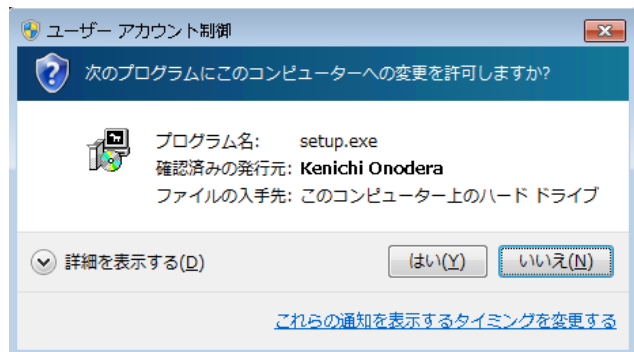 ユーザー アカウント制御
次のプログラムにこのコンピューターへの変更を許可しますか?
プログラム名: setup.exe
確認済みの発行元: Kenichi Onodera
ファイルの入手先: このコンピューター上のハード ドライブ
詳細を表示する(D) はい(Y) いいえ(N)
これらの通知を表示するタイミングを変更する